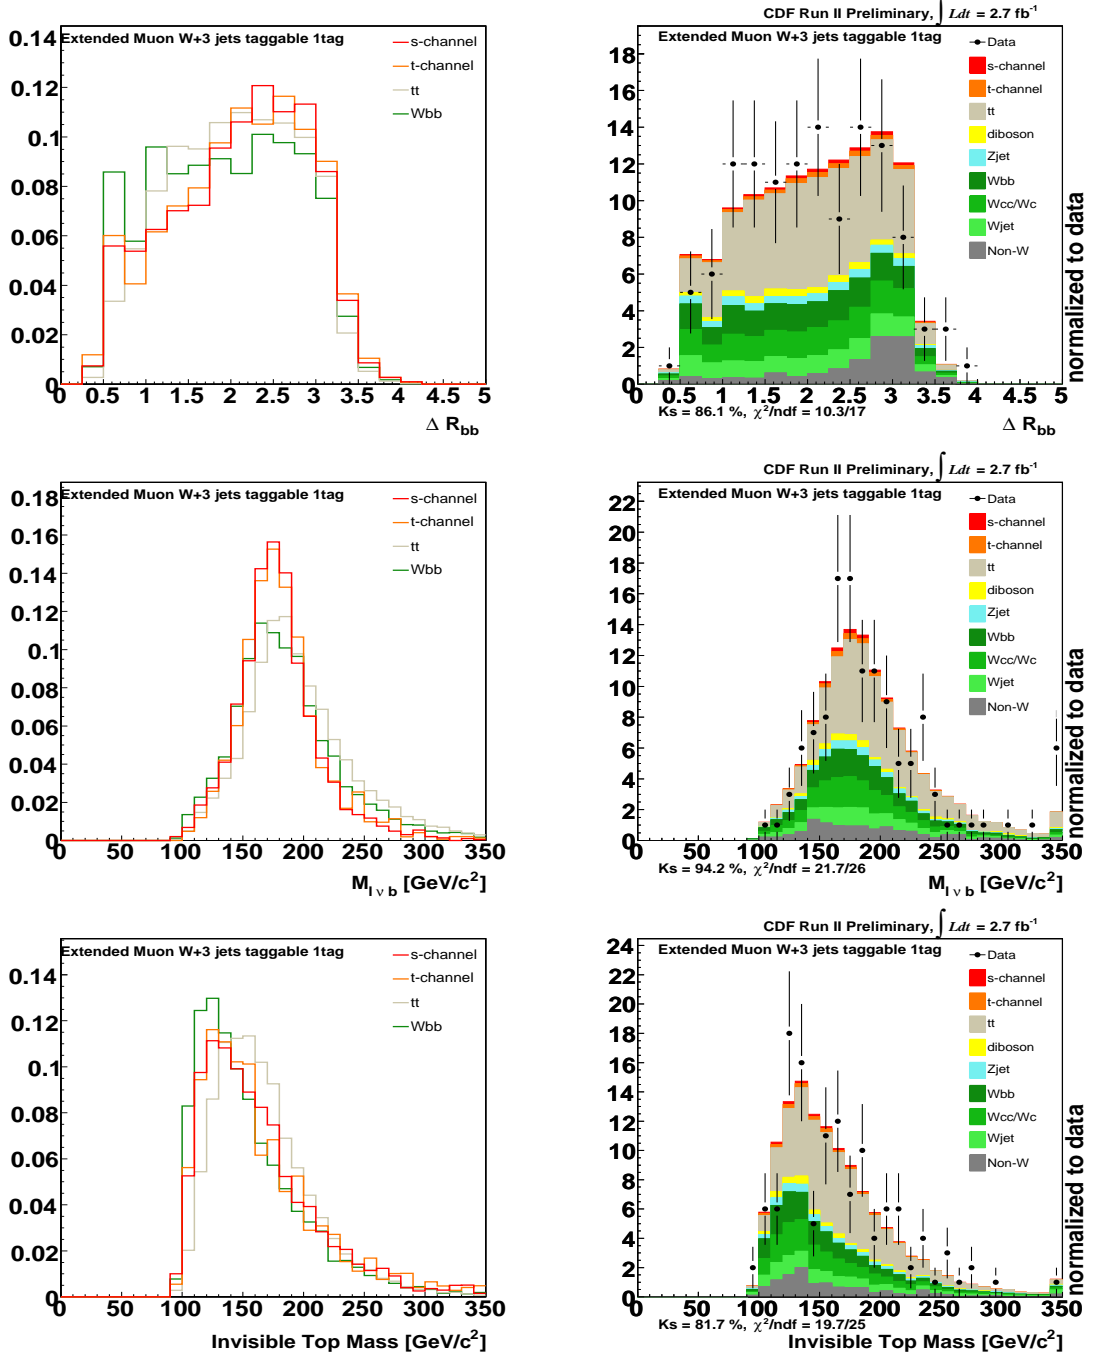 Extended Muon W+3 jets taggable 1tag
s-channel
t-channel
tt
Wbb
0.14
0.12
0.1
0.08
0.06
0.04
0.02
0
0 0.5 1 1.5 2 2.5 3 3.5 4 4.5 5
Δ R_bb
CDF Run II Preliminary, ∫ Ldt = 2.7 fb⁻¹
Extended Muon W+3 jets taggable 1tag
Data
s-channel
t-channel
tt
diboson
Zjet
Wbb
Wcc/Wc
Wjet
Non-W
18
16
14
12
10
8
6
4
2
0
0 0.5 1 1.5 2 2.5 3 3.5 4 4.5 5
Ks = 86.1 %, χ²/ndf = 10.3/17
Δ R_bb
normalized to data
Extended Muon W+3 jets taggable 1tag
s-channel
t-channel
tt
Wbb
0.18
0.16
0.14
0.12
0.1
0.08
0.06
0.04
0.02
0
0 50 100 150 200 250 300 350
M_lνb [GeV/c²]
CDF Run II Preliminary, ∫ Ldt = 2.7 fb⁻¹
Extended Muon W+3 jets taggable 1tag
Data
s-channel
t-channel
tt
diboson
Zjet
Wbb
Wcc/Wc
Wjet
Non-W
22
20
18
16
14
12
10
8
6
4
2
0
0 50 100 150 200 250 300 350
Ks = 94.2 %, χ²/ndf = 21.7/26
M_lνb [GeV/c²]
normalized to data
Extended Muon W+3 jets taggable 1tag
s-channel
t-channel
tt
Wbb
0.14
0.12
0.1
0.08
0.06
0.04
0.02
0
0 50 100 150 200 250 300 350
Invisible Top Mass [GeV/c²]
CDF Run II Preliminary, ∫ Ldt = 2.7 fb⁻¹
Extended Muon W+3 jets taggable 1tag
Data
s-channel
t-channel
tt
diboson
Zjet
Wbb
Wcc/Wc
Wjet
Non-W
24
22
20
18
16
14
12
10
8
6
4
2
0
0 50 100 150 200 250 300 350
Ks = 81.7 %, χ²/ndf = 19.7/25
Invisible Top Mass [GeV/c²]
normalized to data